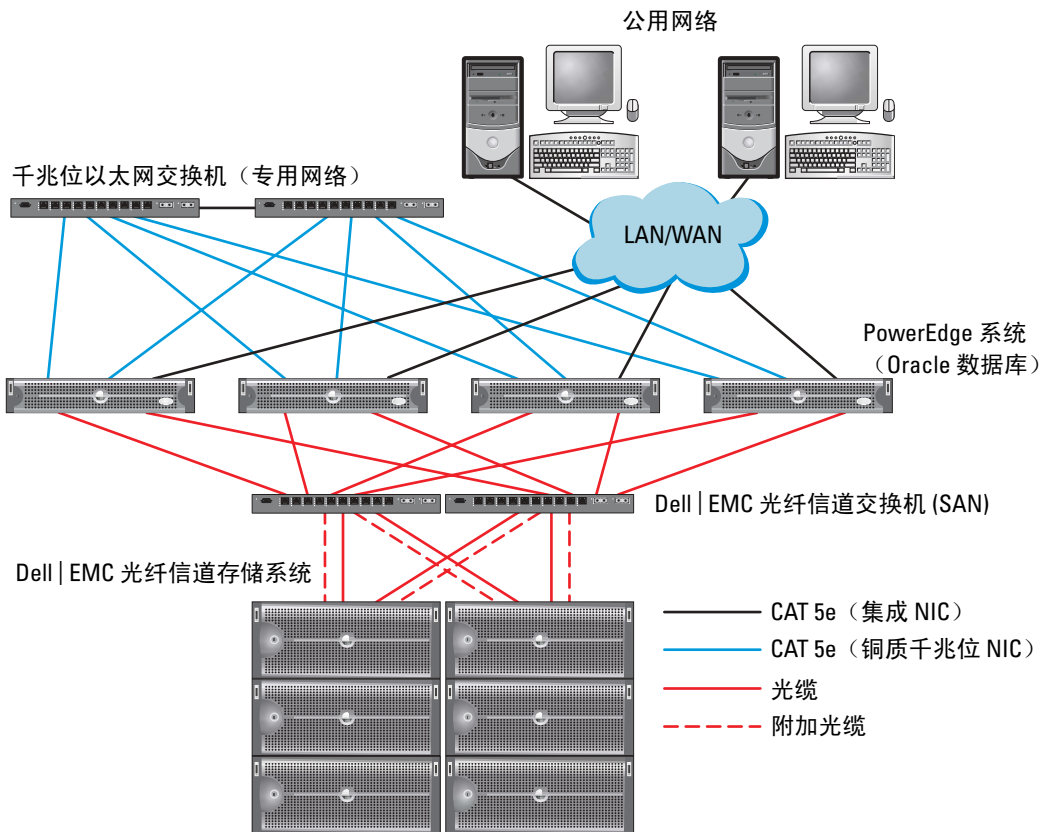 公用网络
千兆位以太网交换机（专用网络）
LAN/WAN
PowerEdge 系统
（Oracle 数据库）
Dell | EMC 光纤信道交换机 (SAN)
Dell | EMC 光纤信道存储系统
CAT 5e（集成 NIC）
CAT 5e（铜质千兆位 NIC）
光缆
附加光缆